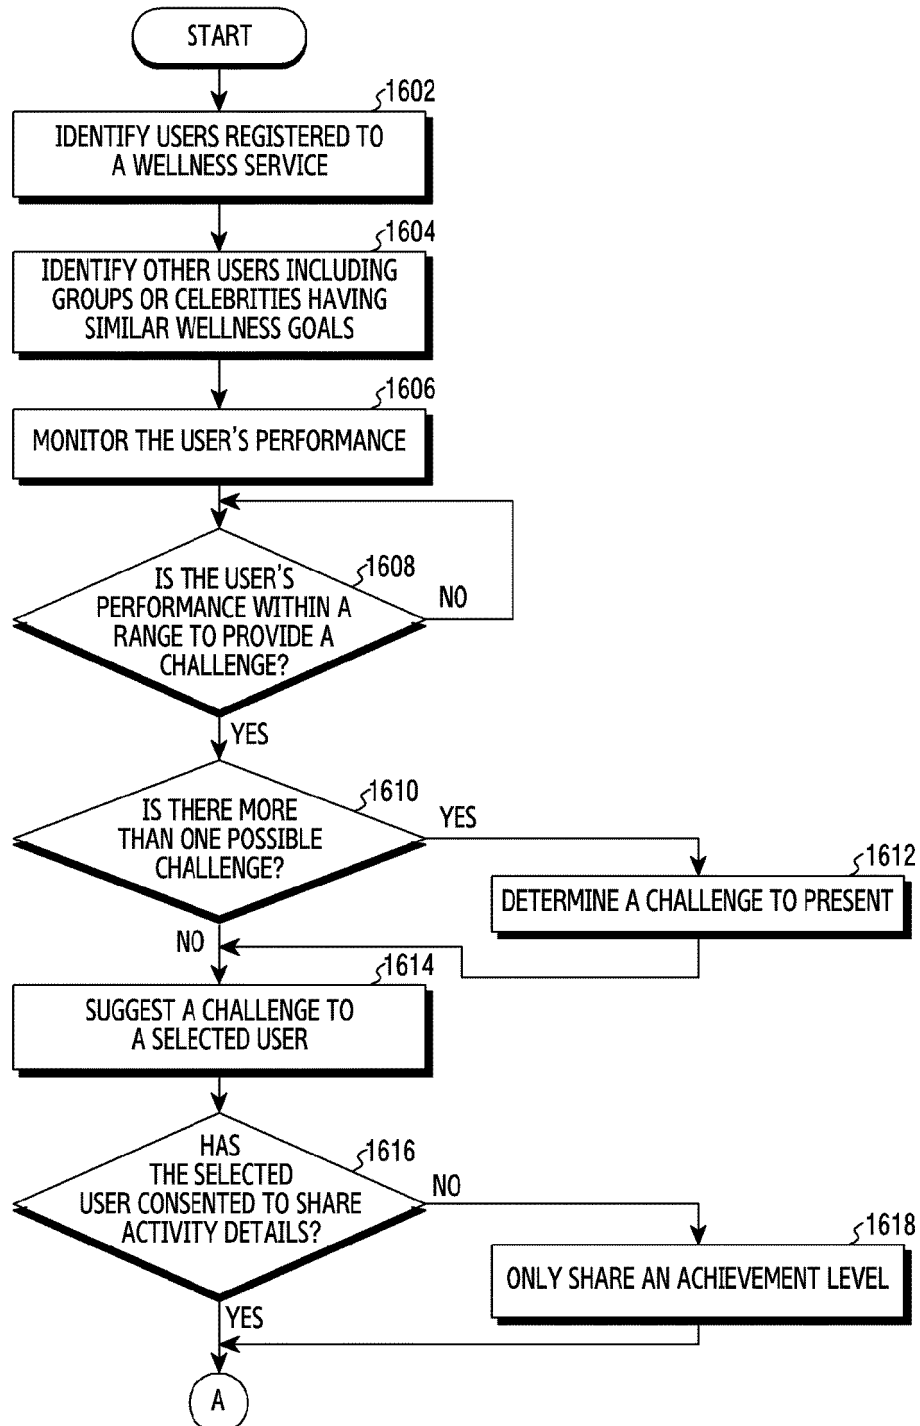 START
1602
IDENTIFY USERS REGISTERED TO
A WELLNESS SERVICE
1604
IDENTIFY OTHER USERS INCLUDING
GROUPS OR CELEBRITIES HAVING
SIMILAR WELLNESS GOALS
1606
MONITOR THE USER'S PERFORMANCE
1608
IS THE USER'S
PERFORMANCE WITHIN A
RANGE TO PROVIDE A
CHALLENGE?
NO
YES
1610
IS THERE MORE
THAN ONE POSSIBLE
CHALLENGE?
YES
1612
DETERMINE A CHALLENGE TO PRESENT
NO
1614
SUGGEST A CHALLENGE TO
A SELECTED USER
1616
HAS
THE SELECTED
USER CONSENTED TO SHARE
ACTIVITY DETAILS?
NO
1618
ONLY SHARE AN ACHIEVEMENT LEVEL
YES
A